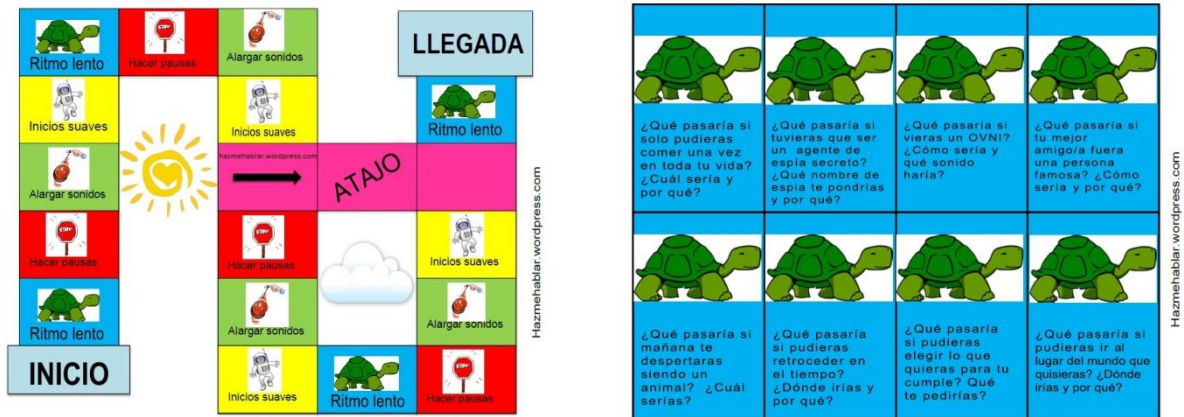 Ritmo lento
Hacer pausas
Alargar sonidos
LLEGADA
Inicios suaves
Inicios suaves
Ritmo lento
Alargar sonidos
hazmehablar.wordpress.com
ATAJO
Hacer pausas
Hacer pausas
Inicios suaves
Ritmo lento
Alargar sonidos
Alargar sonidos
INICIO
Inicios suaves
Ritmo lento
Hacer pausas
Hazmehablar.wordpress.com
¿Qué pasaría si
solo pudieras
comer una vez
en toda tu vida?
¿Cuál sería y
por qué?
¿Qué pasaría si
tuvieras que ser
un agente de
espía secreto?
¿Qué nombre de
espia te pondrías
y por qué?
¿Qué pasaría si
vieras un OVNI?
¿Cómo sería y
qué sonido
haría?
¿Qué pasaría si
tu mejor
amigo/a fuera
una persona
famosa? ¿Cómo
sería y por qué?
¿Qué pasaría si
mañana te
despertaras
siendo un
animal? ¿Cuál
serías?
¿Qué pasaría si
pudieras
retroceder en
el tiempo?
¿Dónde irías y
por qué?
¿Qué pasaría
si pudieras
elegir lo que
quieras para tu
cumple? Qué
te pedirías?
¿Qué pasaría si
pudieras ir al
lugar del mundo que
quisieras? ¿Dónde
irías y por qué?
Hazmehablar.wordpress.com
STOP
STOP
STOP
STOP